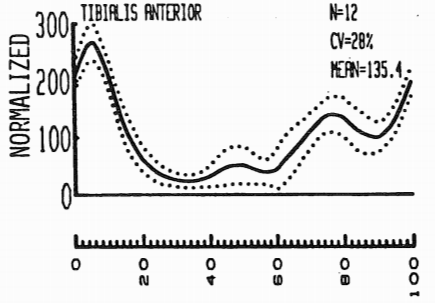 TIBIALIS ANTERIOR
N=12
CV=28%
MEAN=135.4
NORMALIZED
300
200
100
0
0
20
40
60
80
100